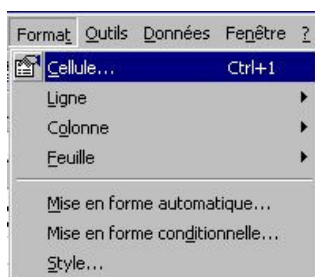 Format Outils Données Fenêtre ?
Cellule... Ctrl+1
Ligne
Colonne
Feuille
Mise en forme automatique...
Mise en forme conditionnelle...
Style...